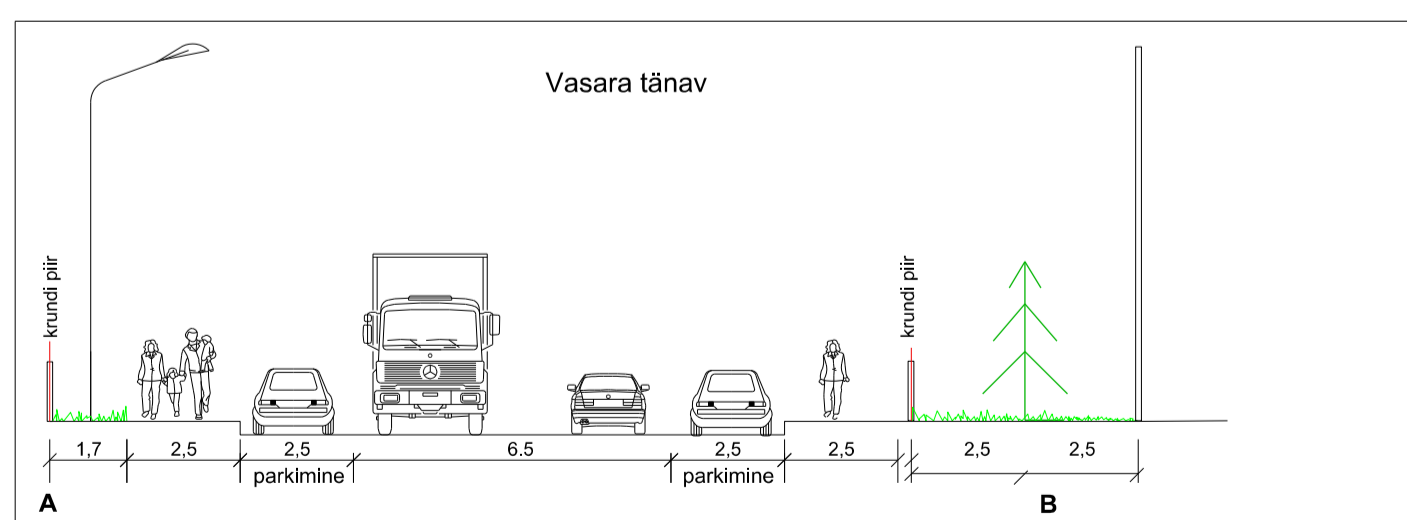 Vasara tänav
krundi piir
krundi piir
1,7 2,5 2,5 6.5 2,5 2,5 2,5 2,5
parkimine parkimine
A B